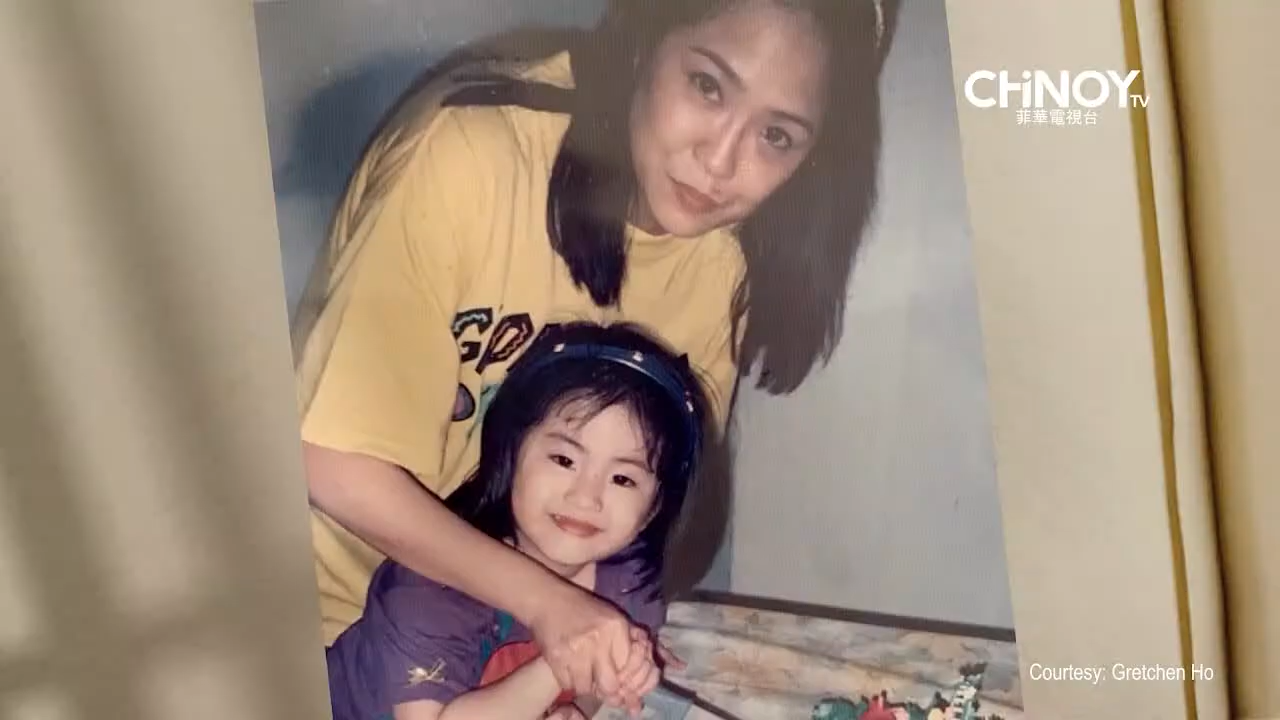 CHiNOY TV
菲華電視台
Courtesy: Gretchen Ho